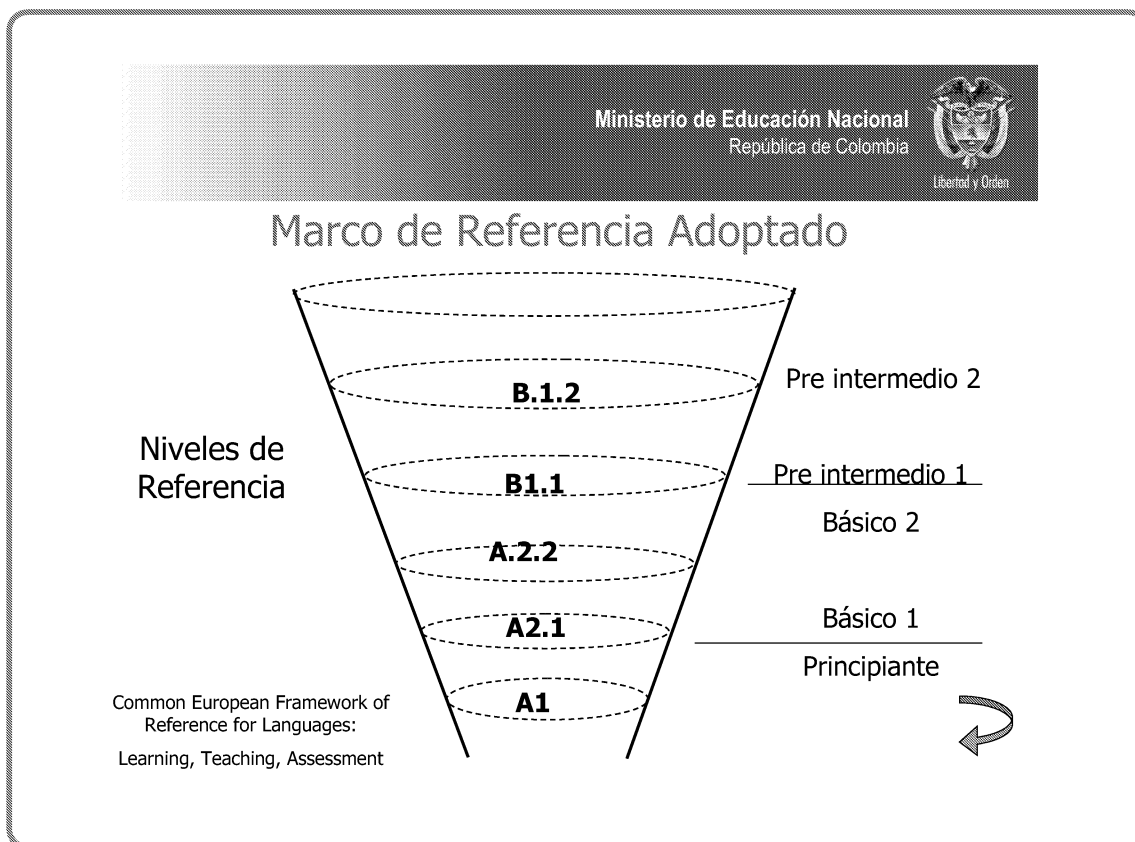 Ministerio de Educación Nacional
República de Colombia
Libertad y Orden
Marco de Referencia Adoptado
B.1.2
Pre intermedio 2
Niveles de
Referencia
B1.1
Pre intermedio 1
Básico 2
A.2.2
A2.1
Básico 1
Principiante
A1
Common European Framework of
Reference for Languages:
Learning, Teaching, Assessment